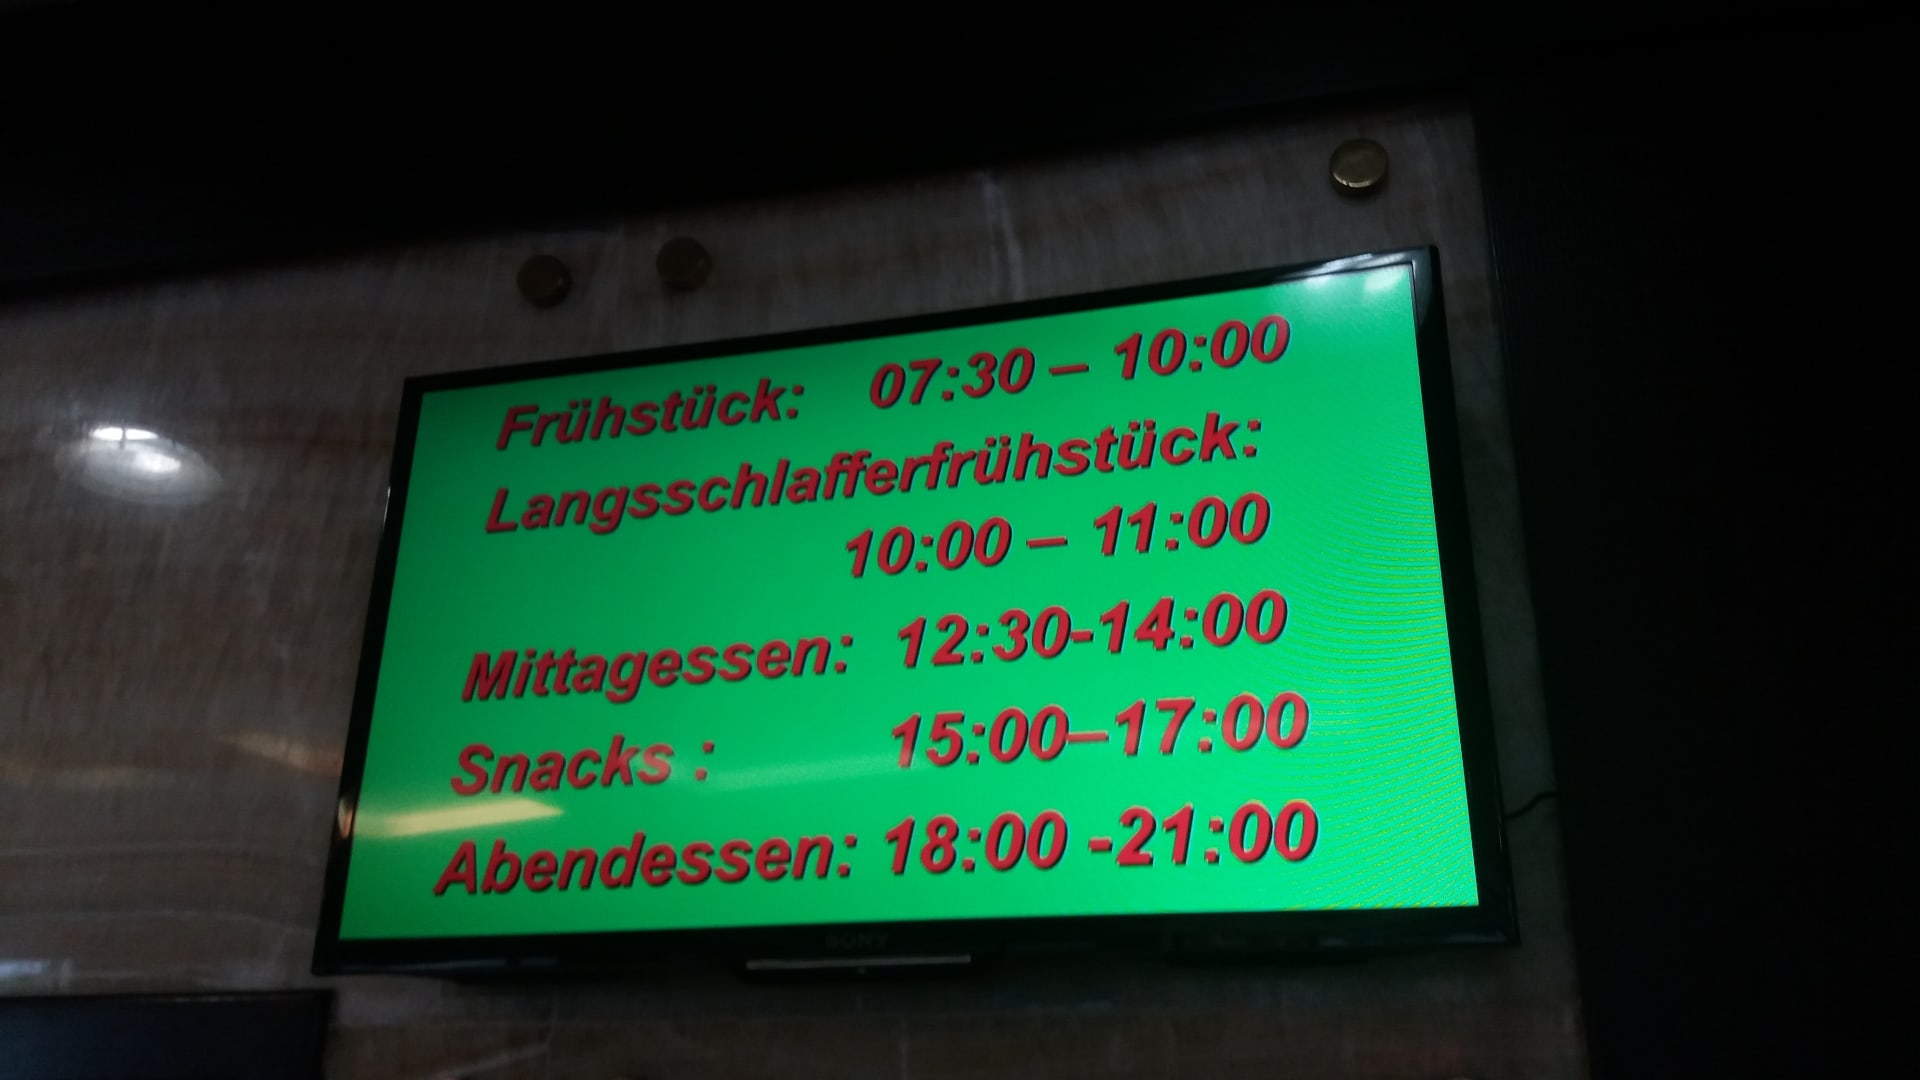 Frühstück: 07:30 – 10:00
Langsschlafferfrühstück:
10:00 – 11:00
Mittagessen: 12:30-14:00
Snacks : 15:00–17:00
Abendessen: 18:00 -21:00
SONY